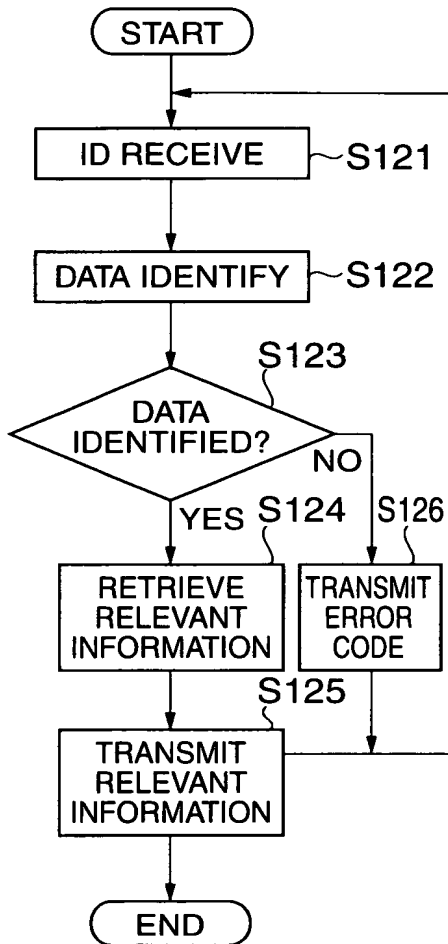 START
ID RECEIVE
S121
DATA IDENTIFY
S122
S123
DATA
IDENTIFIED?
NO
YES
S124
S126
RETRIEVE
RELEVANT
INFORMATION
TRANSMIT
ERROR
CODE
S125
TRANSMIT
RELEVANT
INFORMATION
END